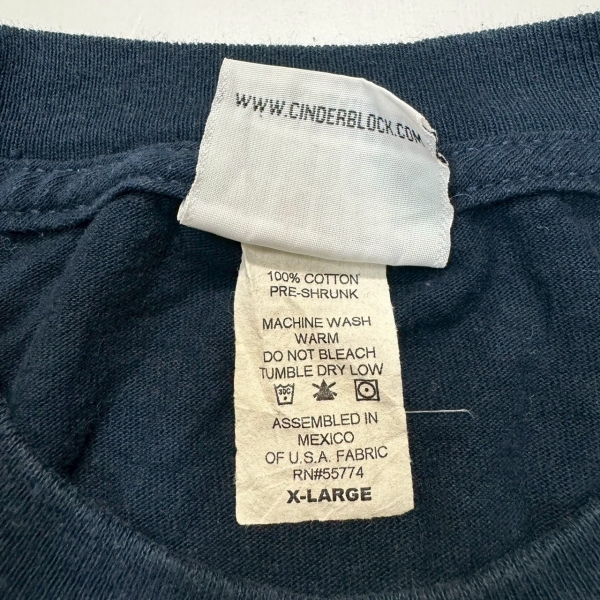 WWW.CINDERBLOCK.COM
100% COTTON
PRE-SHRUNK
MACHINE WASH
WARM
DO NOT BLEACH
TUMBLE DRY LOW
30C
ASSEMBLED IN
MEXICO
OF U.S.A. FABRIC
RN#55774
X-LARGE